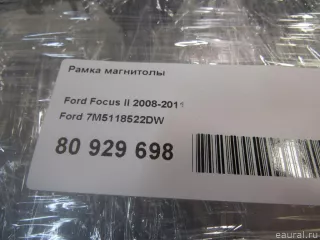 Рамка магнитолы
Ford Focus II 2008-2011
Ford 7M5118522DW
80 929 698
eaural.ru